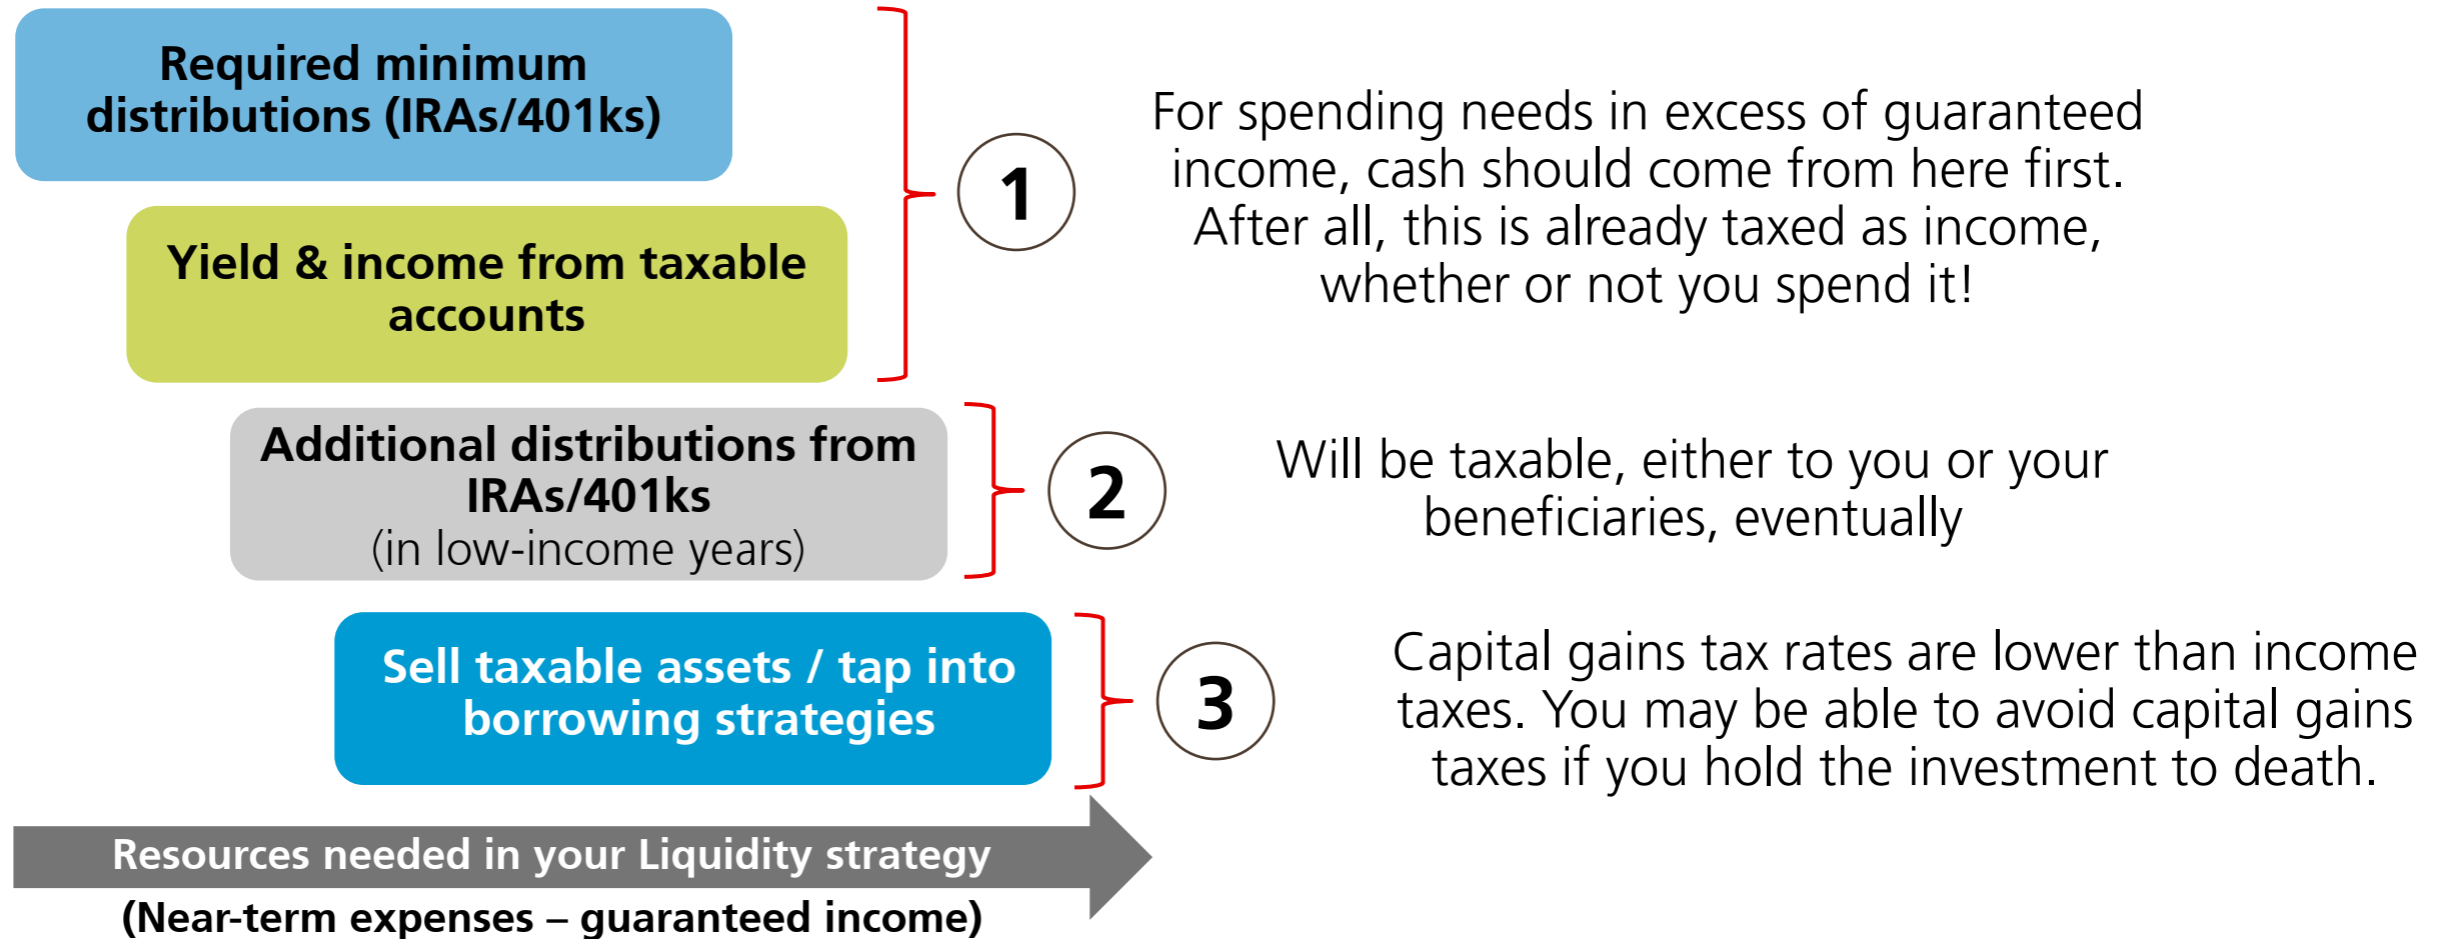 Required minimum
distributions (IRAs/401ks)
Yield & income from taxable
accounts
1
For spending needs in excess of guaranteed
income, cash should come from here first.
After all, this is already taxed as income,
whether or not you spend it!
Additional distributions from
IRAs/401ks
(in low-income years)
2
Will be taxable, either to you or your
beneficiaries, eventually
Sell taxable assets / tap into
borrowing strategies
3
Capital gains tax rates are lower than income
taxes. You may be able to avoid capital gains
taxes if you hold the investment to death.
Resources needed in your Liquidity strategy
(Near-term expenses – guaranteed income)